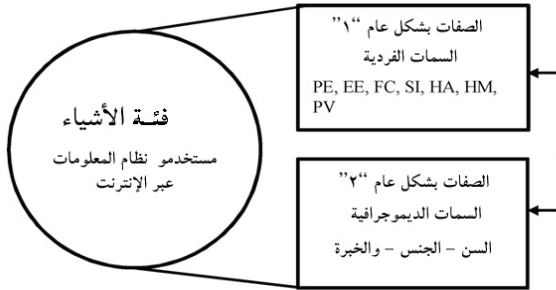 الصفات بشكل عام “١”
السمات الفردية
PE, EE, FC, SI, HA, HM,
PV
فئة الأشياء
مستخدمو نظام المعلومات
عبر الإنترنت
الصفات بشكل عام “٢”
السمات الديموجرافية
السن – الجنس – والخبرة